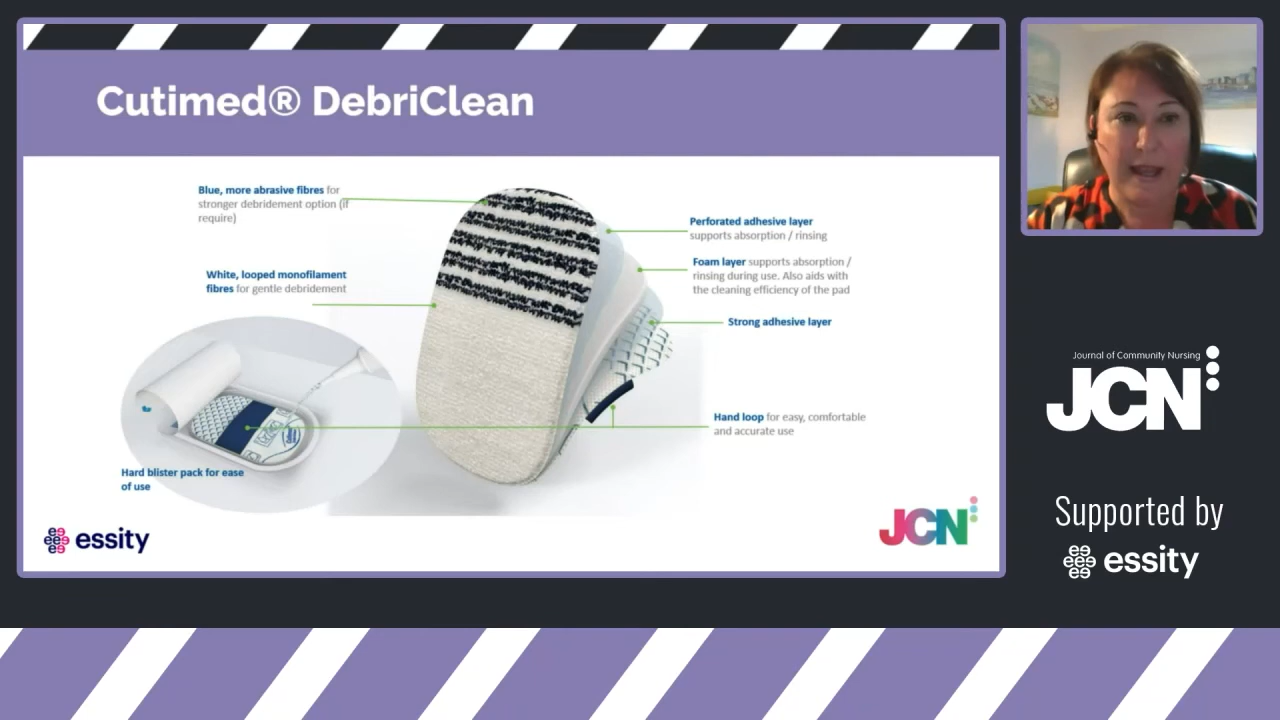 Cutimed® DebriClean
Blue, more abrasive fibres for
stronger debridement option (if
require)
White, looped monofilament
fibres for gentle debridement
Hard blister pack for ease
of use
Perforated adhesive layer
supports absorption / rinsing
Foam layer supports absorption /
rinsing during use. Also aids with
the cleaning efficiency of the pad
Strong adhesive layer
Hand loop for easy, comfortable
and accurate use
essity
JCN
Journal of Community Nursing
JCN
Supported by
essity